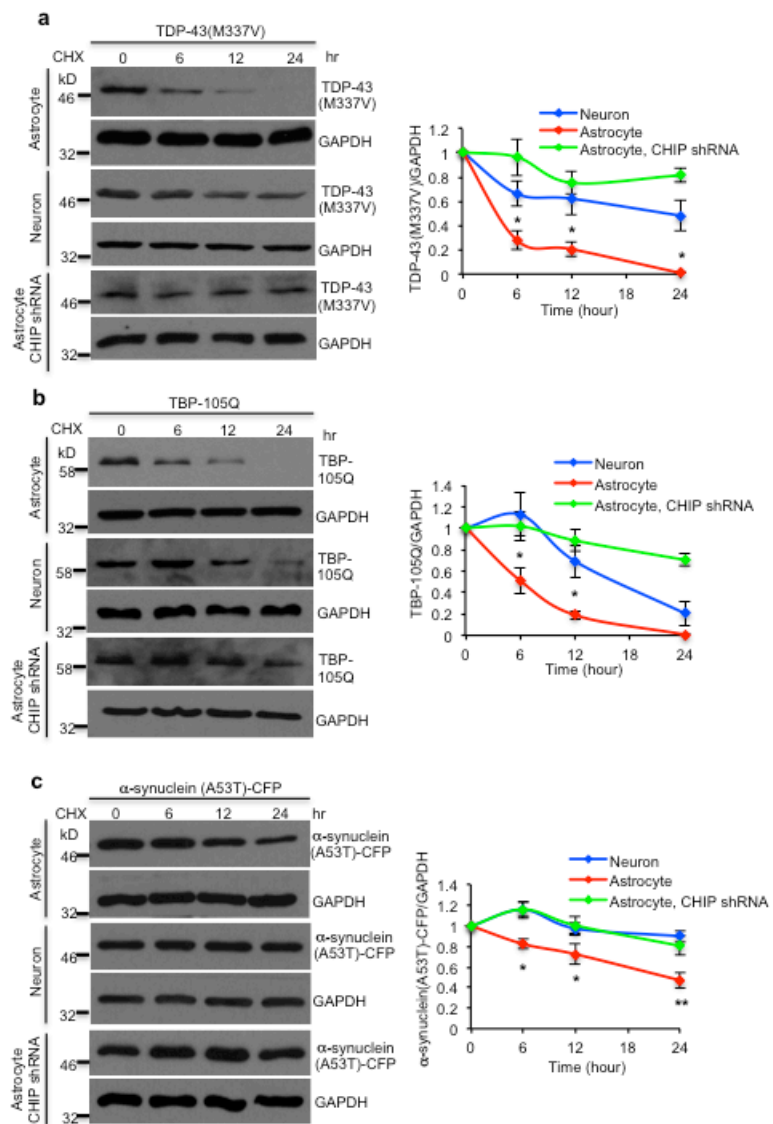 a
TDP-43(M337V)
CHX 0 6 12 24 hr
kD
Astrocyte
46
TDP-43
(M337V)
32
GAPDH
Neuron
46
TDP-43
(M337V)
32
GAPDH
Astrocyte
CHIP shRNA
46
TDP-43
(M337V)
32
GAPDH
Neuron
Astrocyte
Astrocyte, CHIP shRNA
TDP-43(M337V)/GAPDH
1.2
1
0.8
0.6
0.4
0.2
0
* * *
0 6 12 18 24
Time (hour)
b
TBP-105Q
CHX 0 6 12 24 hr
kD
Astrocyte
58
TBP-
105Q
32
GAPDH
Neuron
58
TBP-
105Q
32
GAPDH
Astrocyte
CHIP shRNA
58
TBP-
105Q
32
GAPDH
Neuron
Astrocyte
Astrocyte, CHIP shRNA
TBP-105Q/GAPDH
1.4
1.2
1
0.8
0.6
0.4
0.2
0
* *
0 6 12 18 24
Time (hour)
c
α-synuclein (A53T)-CFP
CHX 0 6 12 24 hr
kD
Astrocyte
46
α-synuclein
(A53T)-CFP
32
GAPDH
Neuron
46
α-synuclein
(A53T)-CFP
32
GAPDH
Astrocyte
CHIP shRNA
46
α-synuclein
(A53T)-CFP
32
GAPDH
Neuron
Astrocyte
Astrocyte, CHIP shRNA
α-synuclein(A53T)-CFP/GAPDH
1.4
1.2
1
0.8
0.6
0.4
0.2
0
* * **
0 6 12 18 24
Time (hour)